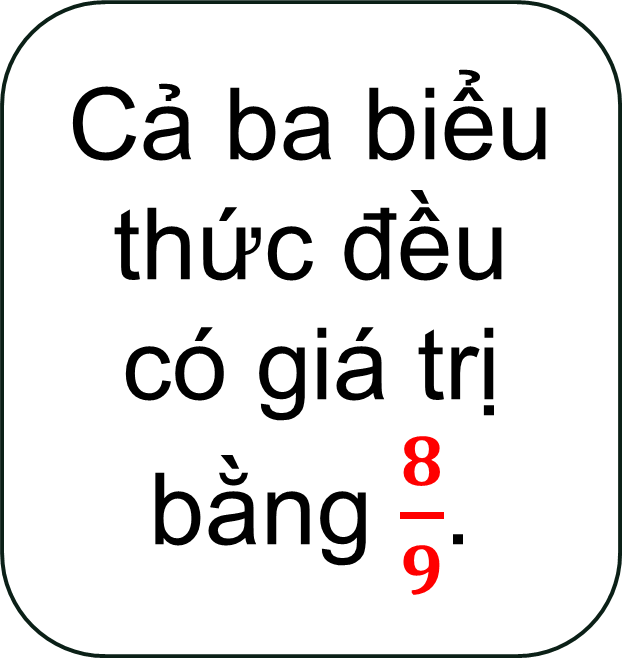 Cả ba biểu
thức đều
có giá trị
bằng 8/9.